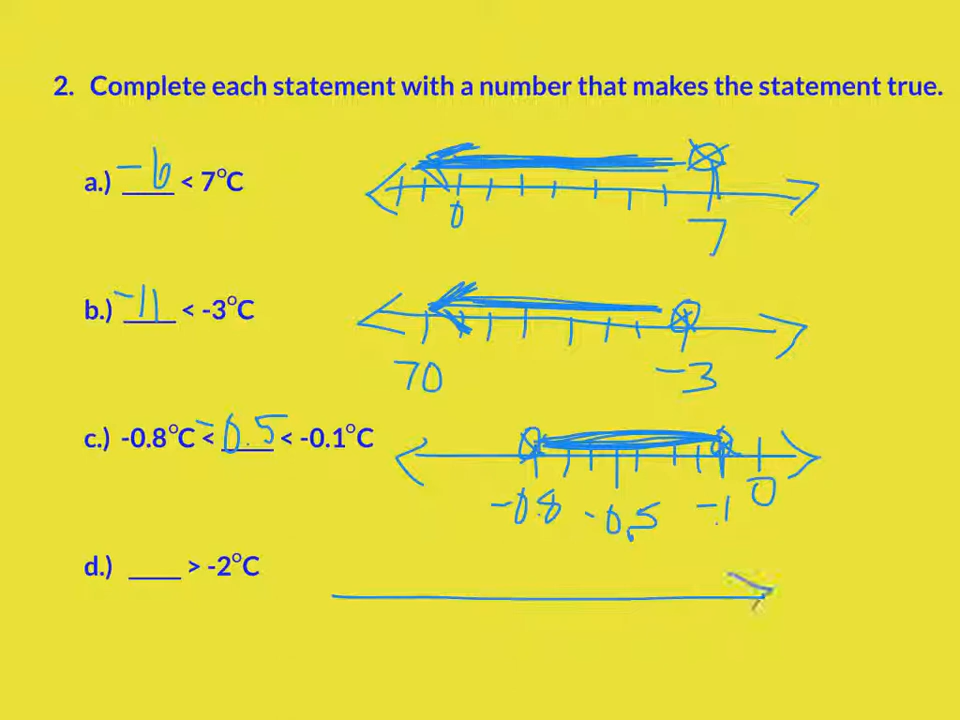 2. Complete each statement with a number that makes the statement true.
a.) -6 < 7°C
0 7
b.) -11 < -3°C
70 -3
c.) -0.8°C < -0.5 < -0.1°C
-0.8 -0.5 -.1 0
d.) ____ > -2°C